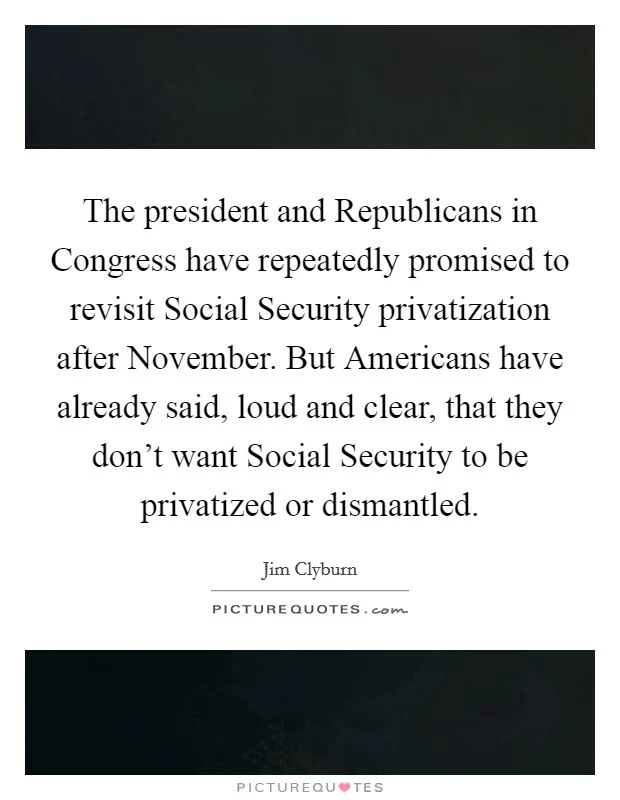 The president and Republicans in
Congress have repeatedly promised to
revisit Social Security privatization
after November. But Americans have
already said, loud and clear, that they
don’t want Social Security to be
privatized or dismantled.
Jim Clyburn
PICTUREQUOTES.com
PICTUREQU♥TES